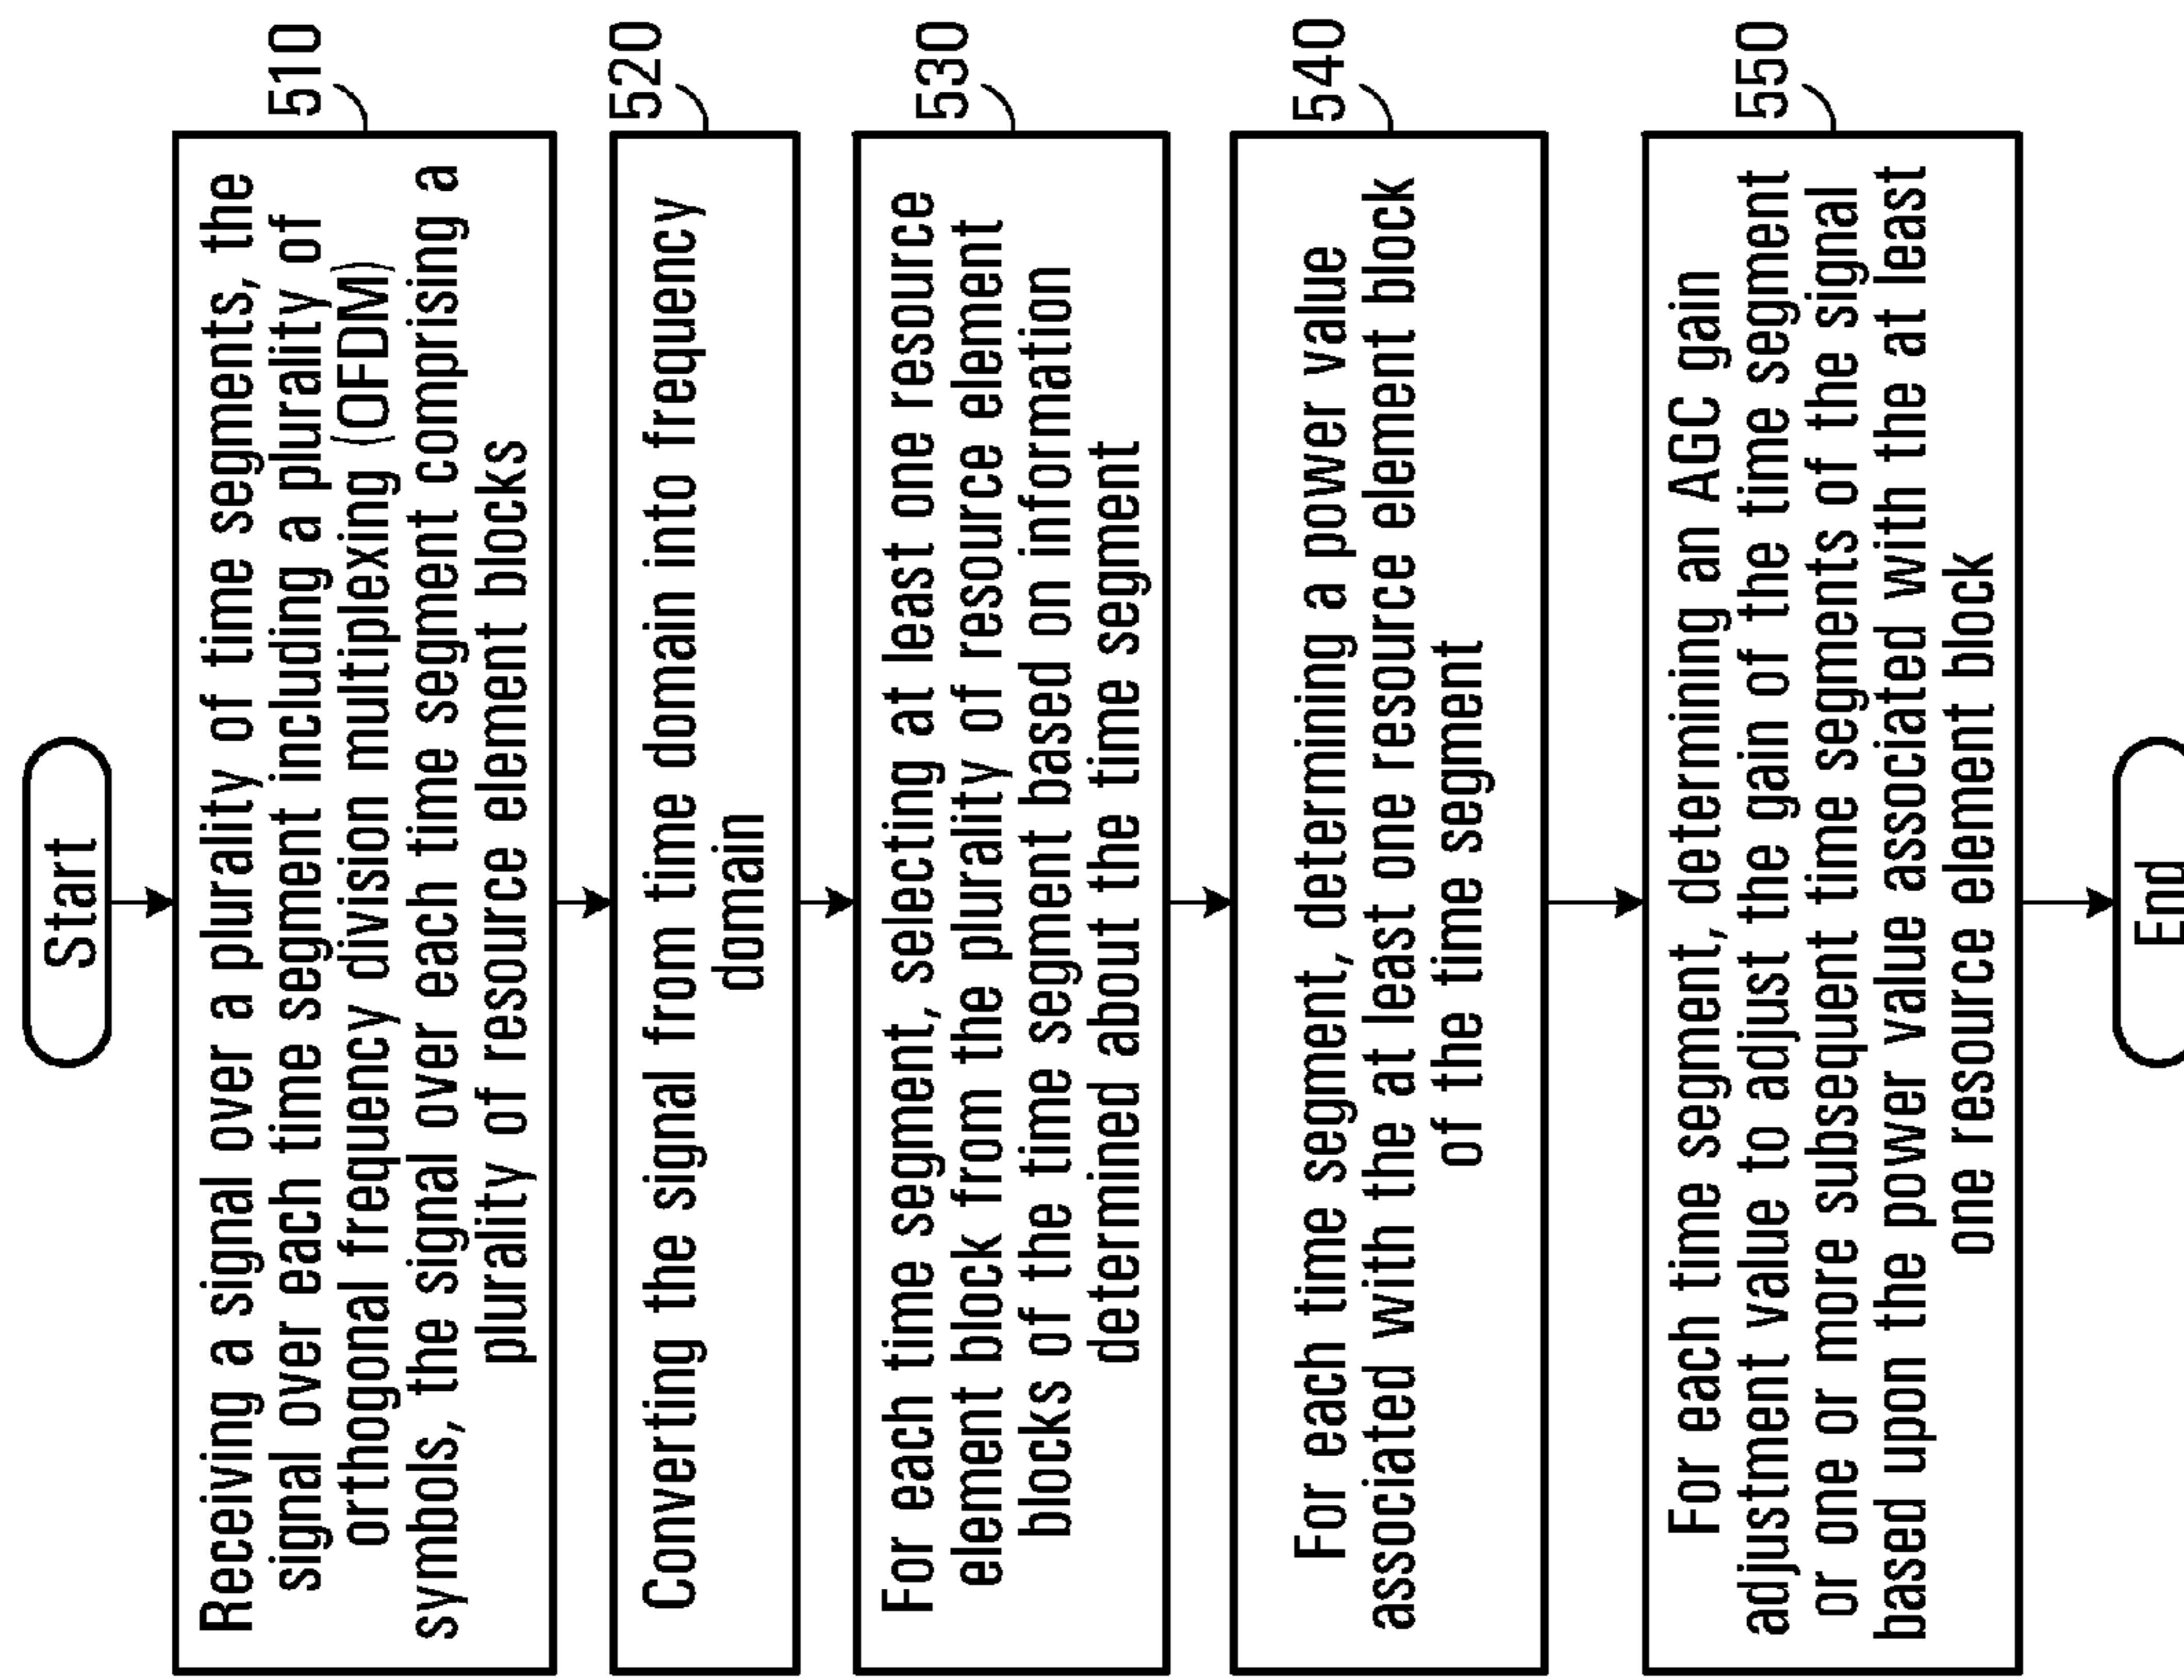 Start
510
Receiving a signal over a plurality of time segments, the
signal over each time segment including a plurality of
orthogonal frequency division multiplexing (OFDM)
symbols, the signal over each time segment comprising a
plurality of resource element blocks
520
Converting the signal from time domain into frequency
domain
530
For each time segment, selecting at least one resource
element block from the plurality of resource element
blocks of the time segment based on information
determined about the time segment
540
For each time segment, determining a power value
associated with the at least one resource element block
of the time segment
550
For each time segment, determining an AGC gain
adjustment value to adjust the gain of the time segment
or one or more subsequent time segments of the signal
based upon the power value associated with the at least
one resource element block
End